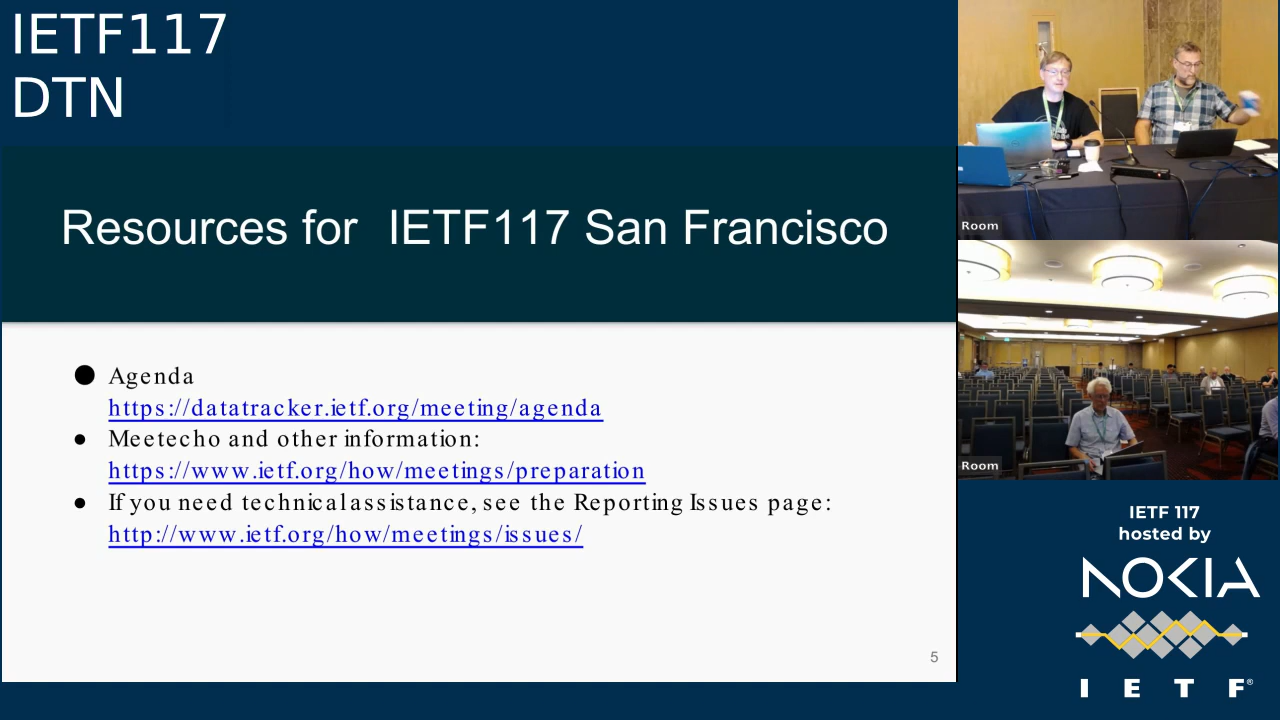 IETF117
DTN
Resources for IETF117 San Francisco
● Agenda
https://datatracker.ietf.org/meeting/agenda
● Meetecho and other information:
https://www.ietf.org/how/meetings/preparation
● If you need technical assistance, see the Reporting Issues page:
http://www.ietf.org/how/meetings/issues/
5
Room
Room
IETF 117
hosted by
NOKIA
I E T F®